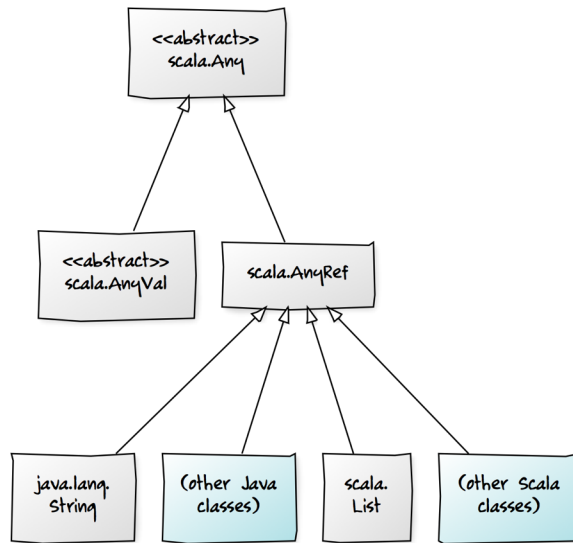 <<abstract>>
scala.Any
<<abstract>>
scala.AnyVal
scala.AnyRef
java.lang.
String
(other Java
classes)
scala.
List
(other Scala
classes)